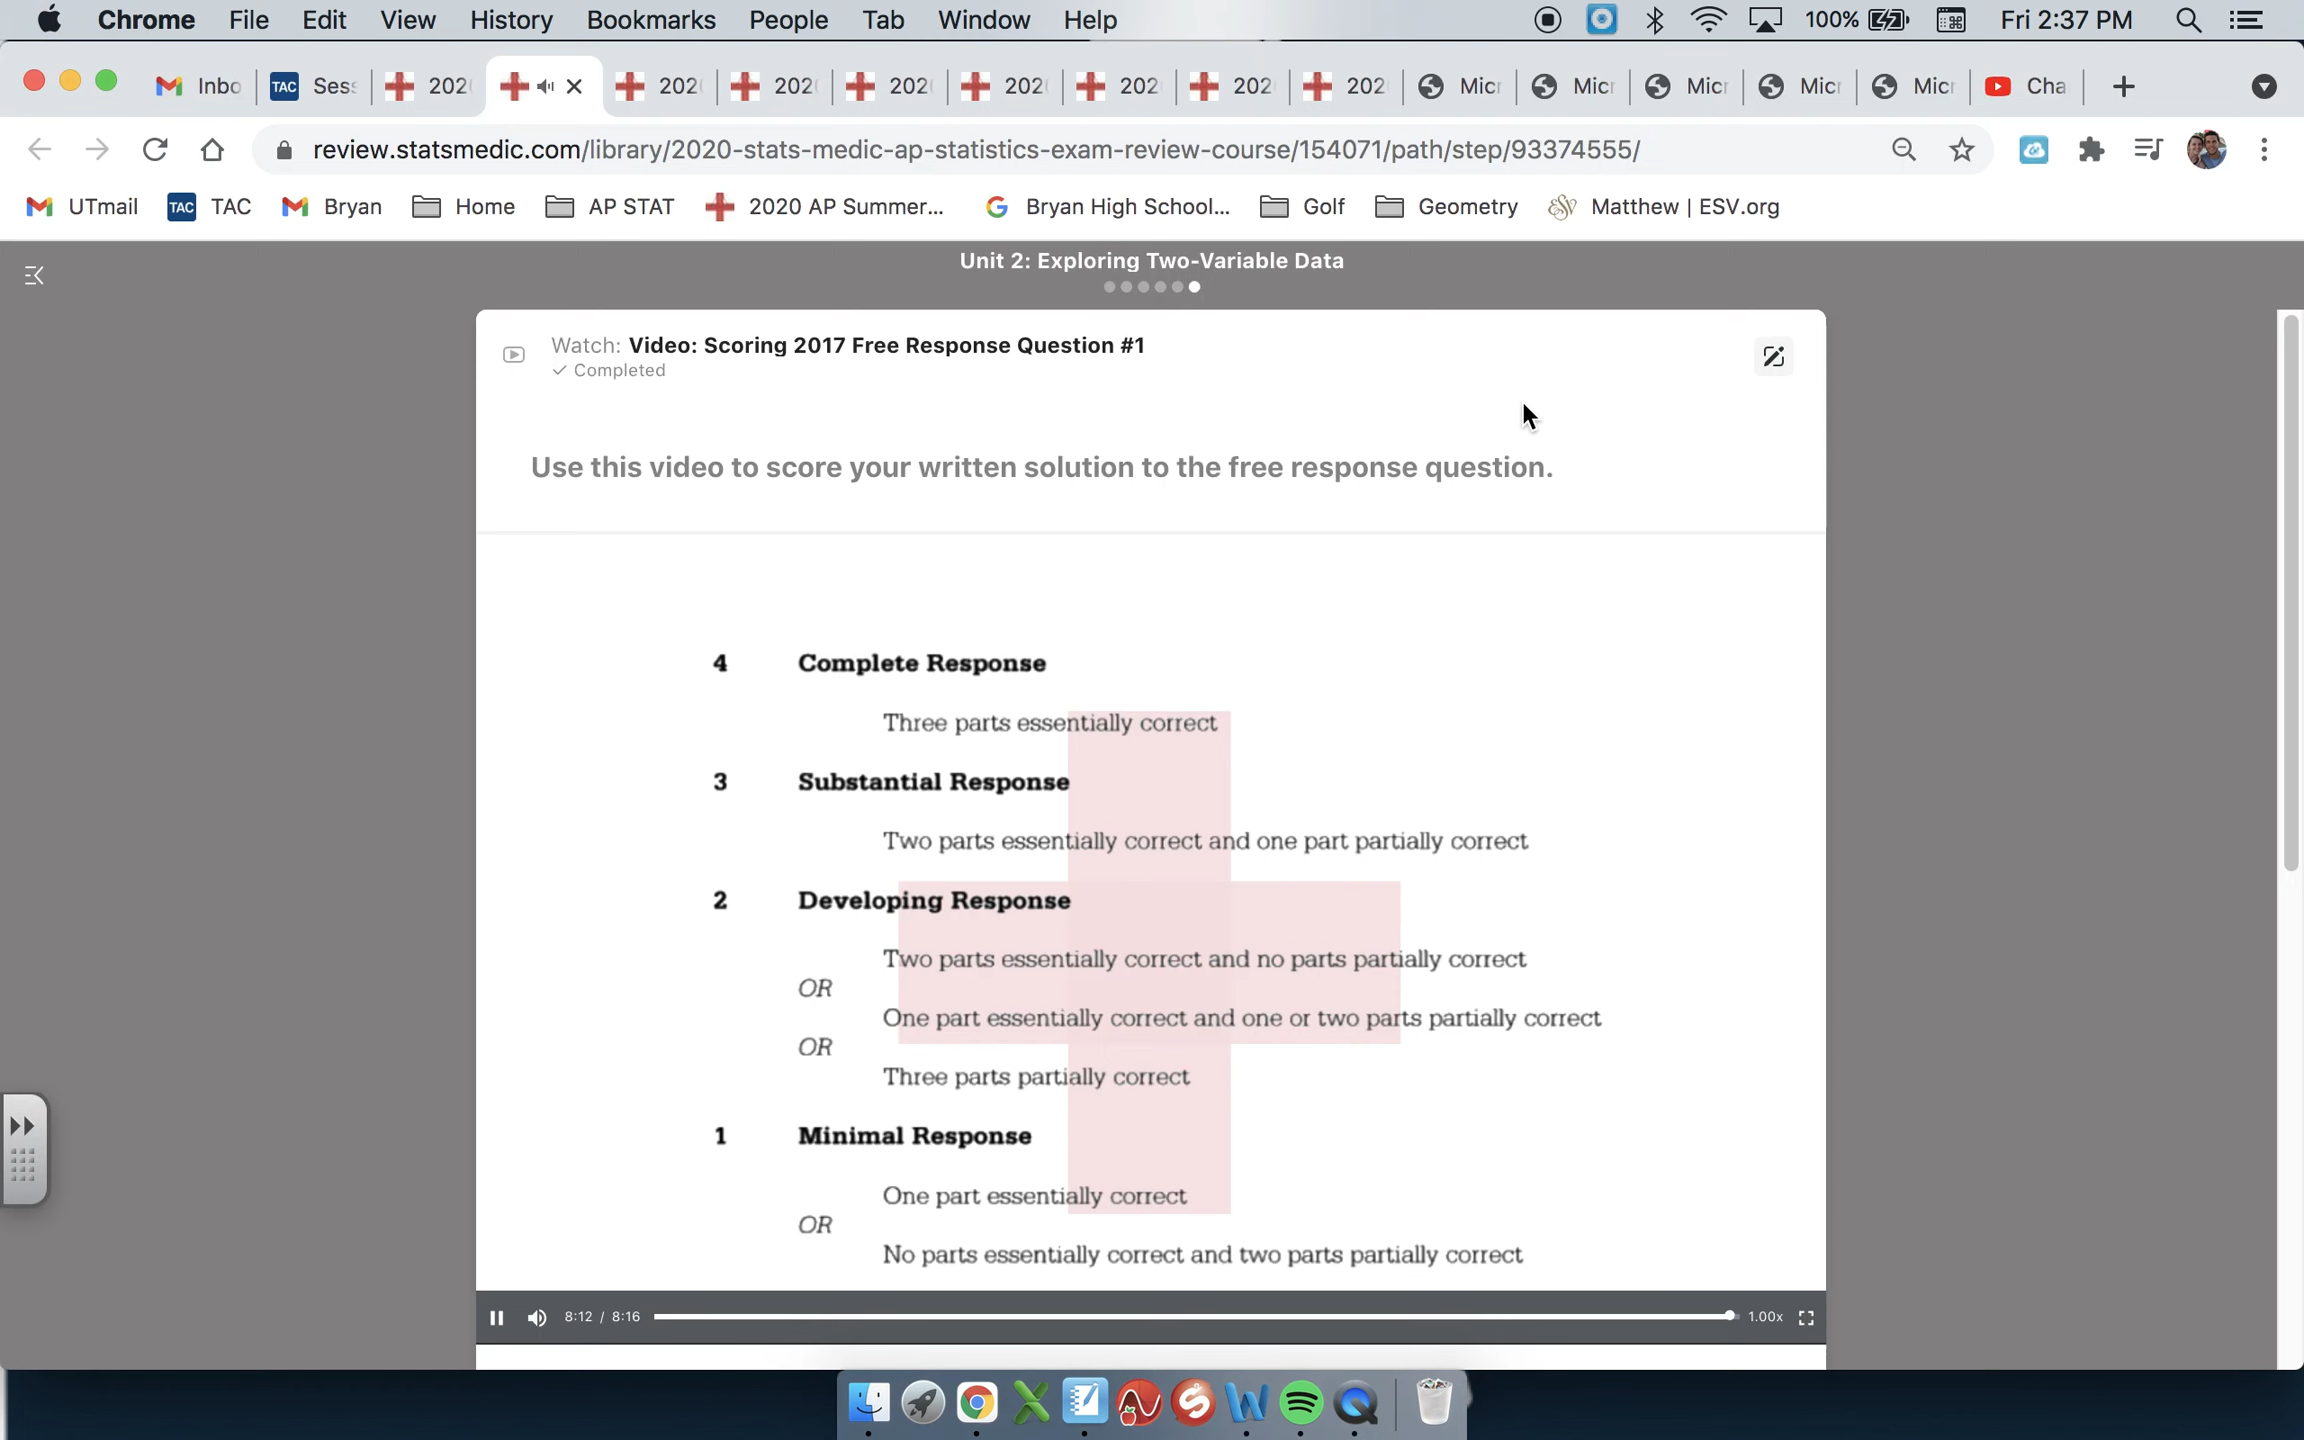 Chrome File Edit View History Bookmarks People Tab Window Help 100% Fri 2:37 PM
Inbo TAC Sess 202 202 202 202 202 202 202 202 Micr Micr Micr Micr Micr Cha
review.statsmedic.com/library/2020-stats-medic-ap-statistics-exam-review-course/154071/path/step/93374555/
UTmail TAC TAC Bryan Home AP STAT 2020 AP Summer... Bryan High School... Golf Geometry Matthew | ESV.org
Unit 2: Exploring Two-Variable Data
Watch: Video: Scoring 2017 Free Response Question #1
✓ Completed
Use this video to score your written solution to the free response question.
4 Complete Response
Three parts essentially correct
3 Substantial Response
Two parts essentially correct and one part partially correct
2 Developing Response
Two parts essentially correct and no parts partially correct
OR
One part essentially correct and one or two parts partially correct
OR
Three parts partially correct
1 Minimal Response
One part essentially correct
OR
No parts essentially correct and two parts partially correct
8:12 / 8:16 1.00x